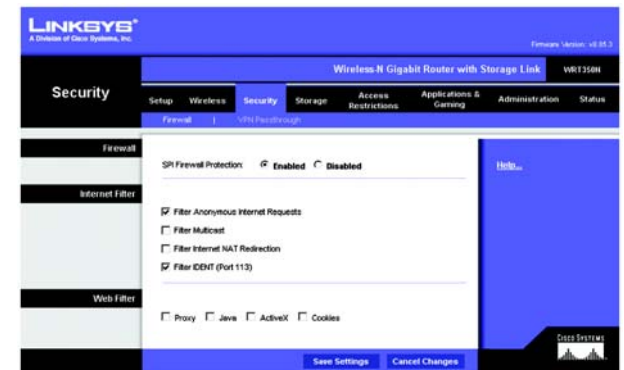 LINKSYS®
A Division of Cisco Systems, Inc.
Firmware Version: v0.85.3
Wireless-N Gigabit Router with Storage Link WRT350N
Security
Setup Wireless Security Storage Access Restrictions Applications & Gaming Administration Status
Firewall | VPN Passthrough
Firewall
SPI Firewall Protection: Enabled Disabled
Help...
Internet Filter
Filter Anonymous Internet Requests
Filter Multicast
Filter Internet NAT Redirection
Filter IDENT (Port 113)
Web Filter
Proxy Java ActiveX Cookies
CISCO SYSTEMS
Save Settings Cancel Changes